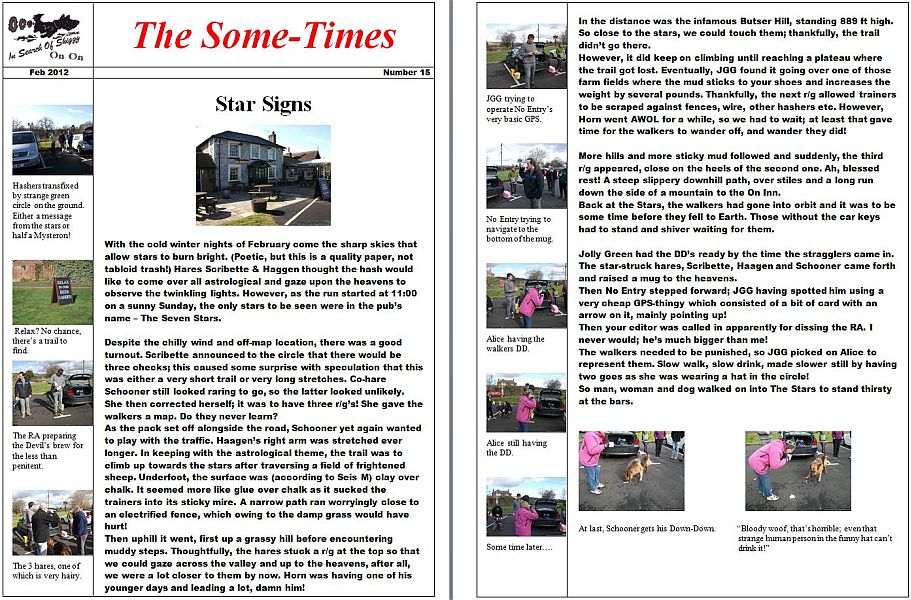 In Search Of Shiggy
On On
The Some-Times
Feb 2012
Number 15
Star Signs
Hashers transfixed
by strange green
circle on the ground.
Either a message
from the stars or
half a Mysteron!
RELAX
IN OUR
BEER
GARDEN
Relax? No chance,
there's a trail to
find.
The RA preparing
the Devil's brew for
the less than
penitent.
The 3 hares, one of
which is very hairy.
With the cold winter nights of February come the sharp skies that
allow stars to burn bright. (Poetic, but this is a quality paper, not
tabloid trash!) Hares Scribette & Haggen thought the hash would
like to come over all astrological and gaze upon the heavens to
observe the twinkling lights. However, as the run started at 11:00
on a sunny Sunday, the only stars to be seen were in the pub's
name – The Seven Stars.
Despite the chilly wind and off-map location, there was a good
turnout. Scribette announced to the circle that there would be
three checks; this caused some surprise with speculation that this
was either a very short trail or very long stretches. Co-hare
Schooner still looked raring to go, so the latter looked unlikely.
She then corrected herself; it was to have three r/g's! She gave the
walkers a map. Do they never learn?
As the pack set off alongside the road, Schooner yet again wanted
to play with the traffic. Haagen's right arm was stretched ever
longer. In keeping with the astrological theme, the trail was to
climb up towards the stars after traversing a field of frightened
sheep. Underfoot, the surface was (according to Seis M) clay over
chalk. It seemed more like glue over chalk as it sucked the
trainers into its sticky mire. A narrow path ran worryingly close to
an electrified fence, which owing to the damp grass would have
hurt!
Then uphill it went, first up a grassy hill before encountering
muddy steps. Thoughtfully, the hares stuck a r/g at the top so that
we could gaze across the valley and up to the heavens, after all,
we were a lot closer to them by now. Horn was having one of his
younger days and leading a lot, damn him!
JGG trying to
operate No Entry's
very basic GPS.
No Entry trying to
navigate to the
bottom of the mug.
Alice having the
walkers DD.
Alice still having
the DD.
Some time later….
In the distance was the infamous Butser Hill, standing 889 ft high.
So close to the stars, we could touch them; thankfully, the trail
didn't go there.
However, it did keep on climbing until reaching a plateau where
the trail got lost. Eventually, JGG found it going over one of those
farm fields where the mud sticks to your shoes and increases the
weight by several pounds. Thankfully, the next r/g allowed trainers
to be scraped against fences, wire, other hashers etc. However,
Horn went AWOL for a while, so we had to wait; at least that gave
time for the walkers to wander off, and wander they did!
More hills and more sticky mud followed and suddenly, the third
r/g appeared, close on the heels of the second one. Ah, blessed
rest! A steep slippery downhill path, over stiles and a long run
down the side of a mountain to the On Inn.
Back at the Stars, the walkers had gone into orbit and it was to be
some time before they fell to Earth. Those without the car keys
had to stand and shiver waiting for them.
Jolly Green had the DD's ready by the time the stragglers came in.
The star-struck hares, Scribette, Haagen and Schooner came forth
and raised a mug to the heavens.
Then No Entry stepped forward; JGG having spotted him using a
very cheap GPS-thingy which consisted of a bit of card with an
arrow on it, mainly pointing up!
Then your editor was called in apparently for dissing the RA. I
never would; he's much bigger than me!
The walkers needed to be punished, so JGG picked on Alice to
represent them. Slow walk, slow drink, made slower still by having
two goes as she was wearing a hat in the circle!
So man, woman and dog walked on into The Stars to stand thirsty
at the bars.
At last, Schooner gets his Down-Down.
"Bloody woof, that's horrible; even that
strange human person in the funny hat can't
drink it!"